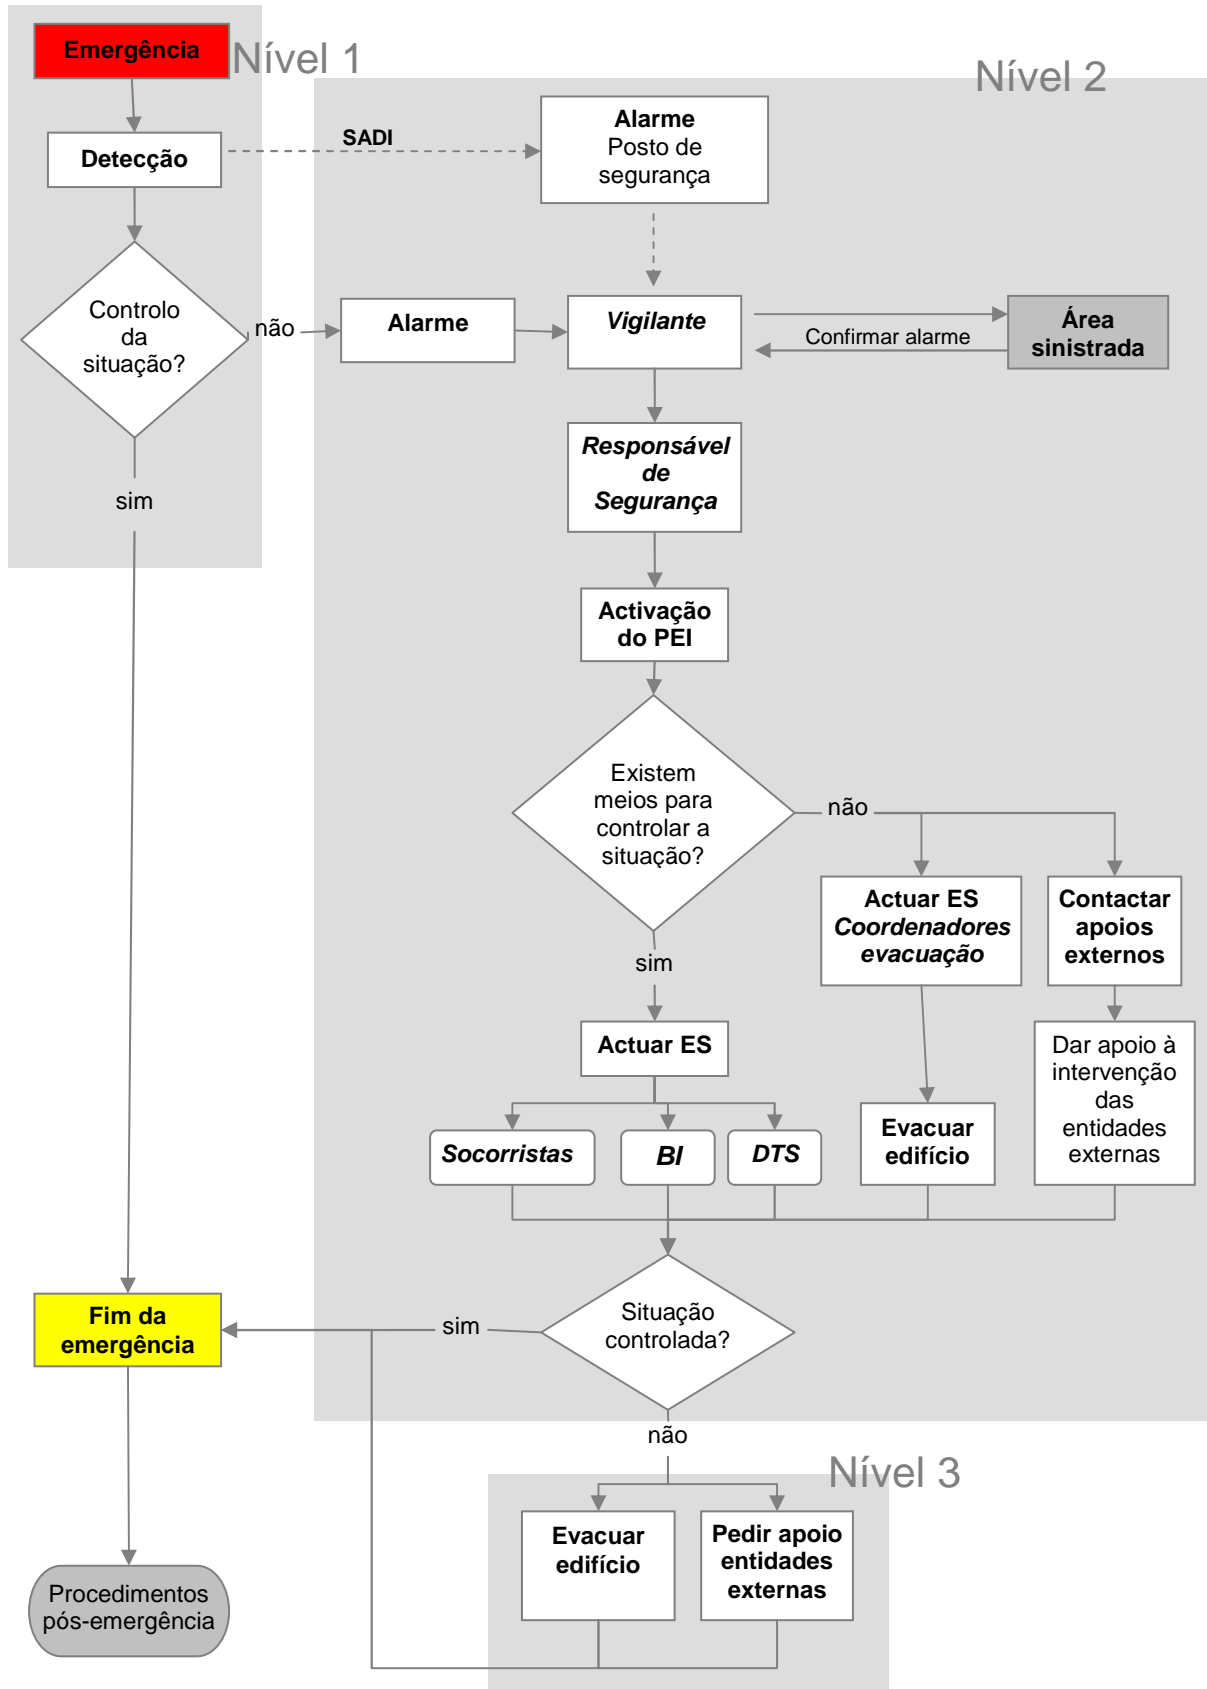 Emergência
Nível 1
Nível 2
Detecção
SADI
Alarme
Posto de
segurança
Controlo
da
situação?
não
Alarme
Vigilante
Confirmar alarme
Área
sinistrada
Responsável
de
Segurança
sim
Activação
do PEI
Existem
meios para
controlar a
situação?
não
Actuar ES
Coordenadores
evacuação
Contactar
apoios
externos
sim
Actuar ES
Dar apoio à
intervenção
das
entidades
externas
Socorristas
BI
DTS
Evacuar
edifício
Fim da
emergência
sim
Situação
controlada?
não
Nível 3
Evacuar
edifício
Pedir apoio
entidades
externas
Procedimentos
pós-emergência